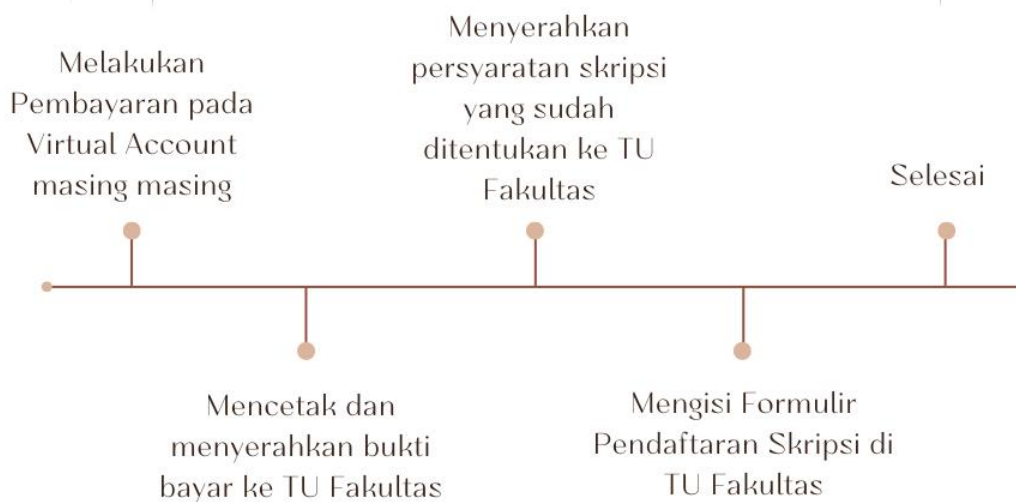 Melakukan
Pembayaran pada
Virtual Account
masing masing
Mencetak dan
menyerahkan bukti
bayar ke TU Fakultas
Menyerahkan
persyaratan skripsi
yang sudah
ditentukan ke TU
Fakultas
Mengisi Formulir
Pendaftaran Skripsi di
TU Fakultas
Selesai